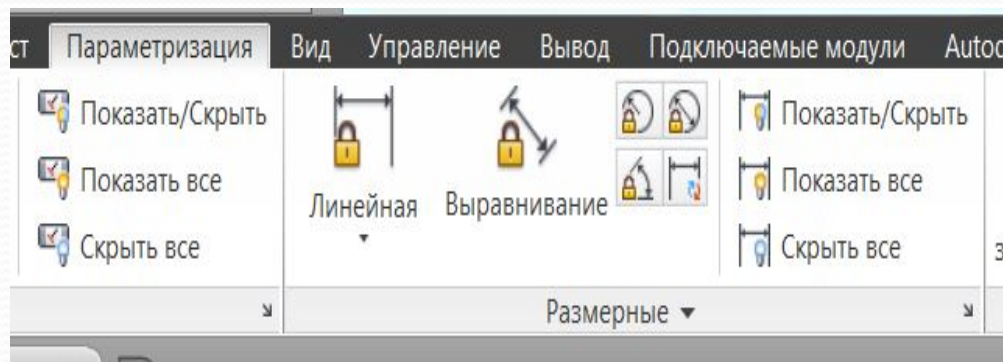 Параметризация Вид Управление Вывод Подключаемые модули
Показать/Скрыть
Показать все
Скрыть все
Линейная Выравнивание
Показать/Скрыть
Показать все
Скрыть все
Размерные